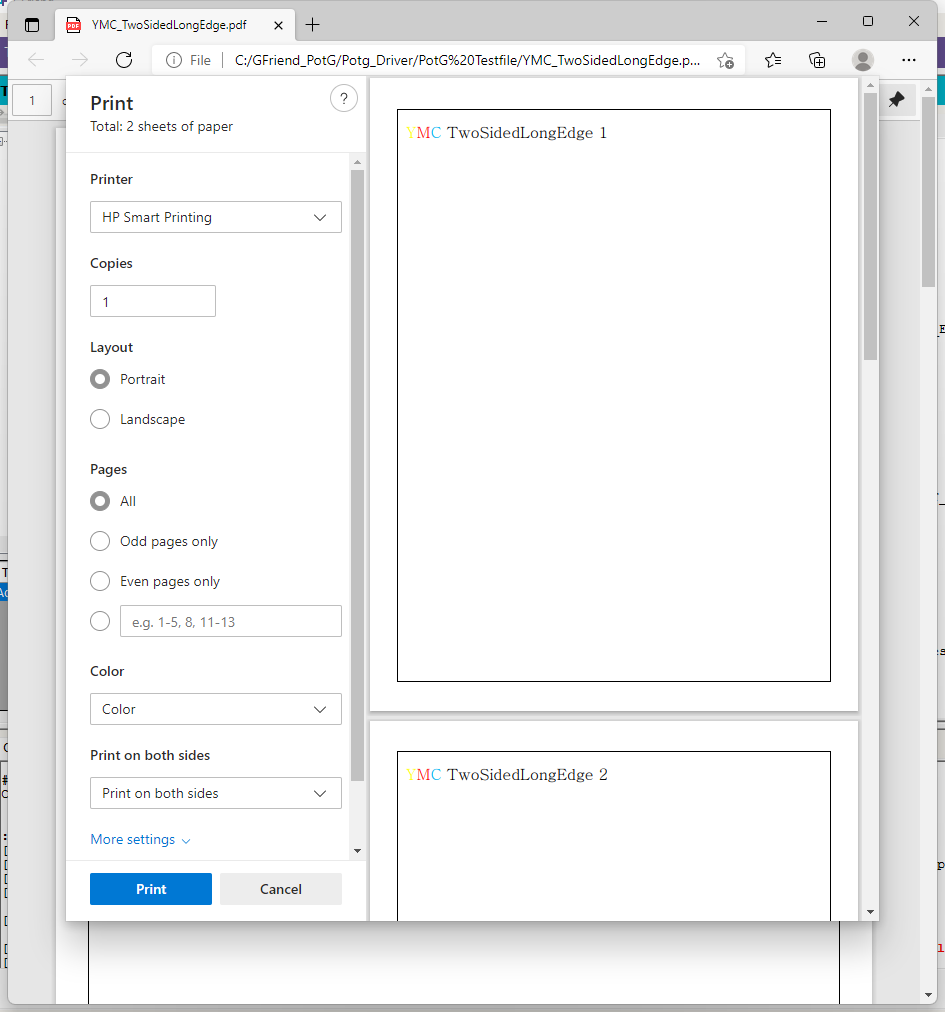 YMC_TwoSidedLongEdge.pdf
File
C:/GFriend_PotG/Potg_Driver/PotG%20Testfile/YMC_TwoSidedLongEdge.p...
1
Print
?
Total: 2 sheets of paper
Printer
HP Smart Printing
Copies
1
Layout
Portrait
Landscape
Pages
All
Odd pages only
Even pages only
e.g. 1-5, 8, 11-13
Color
Color
Print on both sides
Print on both sides
More settings
Print
Cancel
YMC TwoSidedLongEdge 1
YMC TwoSidedLongEdge 2